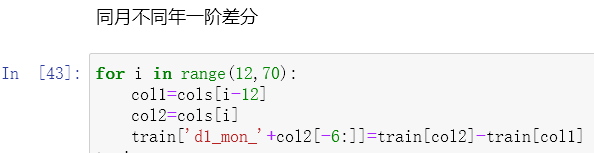 同月不同年一阶差分
In [43]: for i in range(12,70):
col1=cols[i-12]
col2=cols[i]
train['d1_mon_'+col2[-6:]]=train[col2]-train[col1]